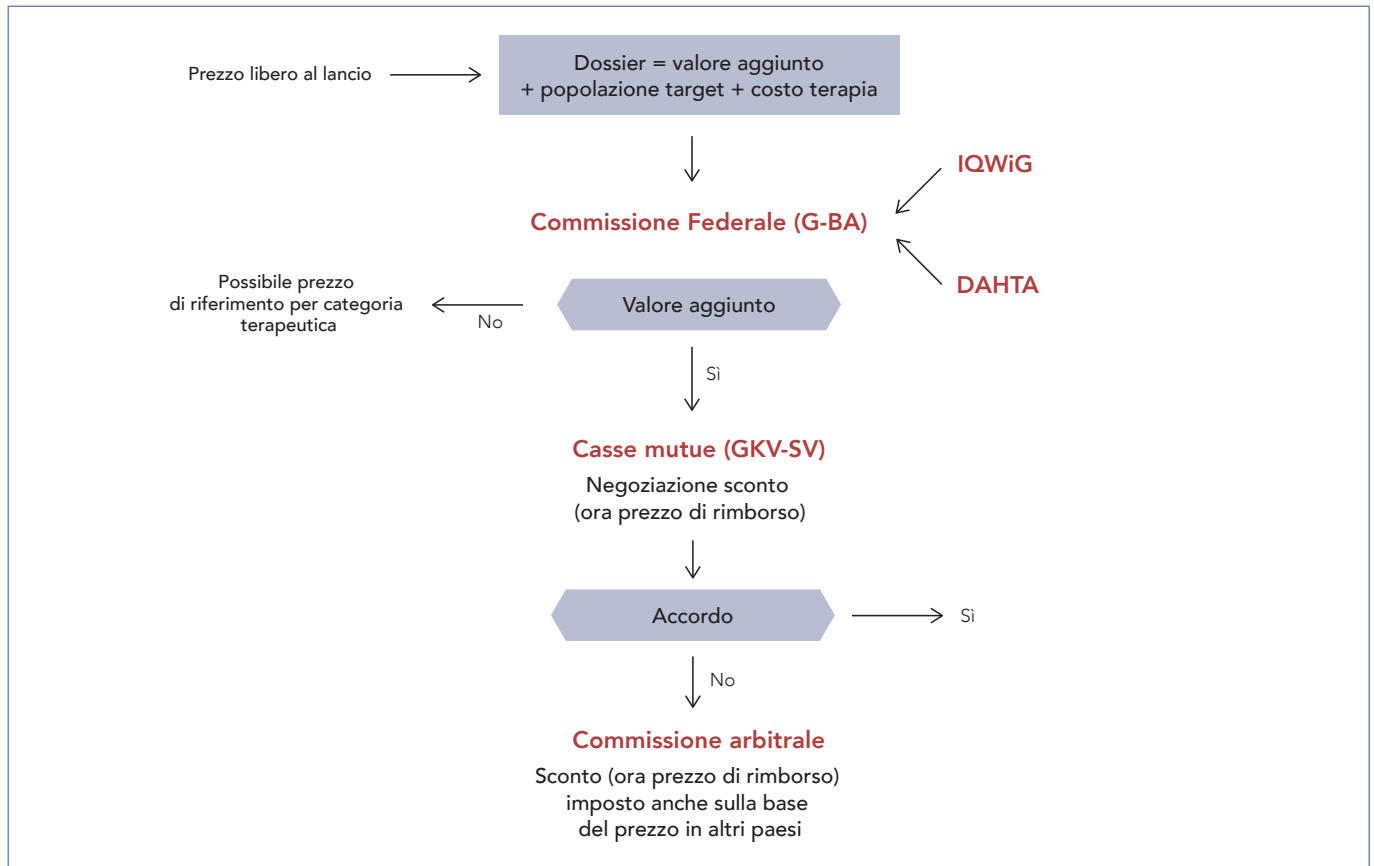 Prezzo libero al lancio
Dossier = valore aggiunto
+ popolazione target + costo terapia
IQWiG
Commissione Federale (G-BA)
DAHTA
Possibile prezzo
di riferimento per categoria
terapeutica
No
Valore aggiunto
Sì
Casse mutue (GKV-SV)
Negoziazione sconto
(ora prezzo di rimborso)
Accordo
Sì
No
Commissione arbitrale
Sconto (ora prezzo di rimborso)
imposto anche sulla base
del prezzo in altri paesi